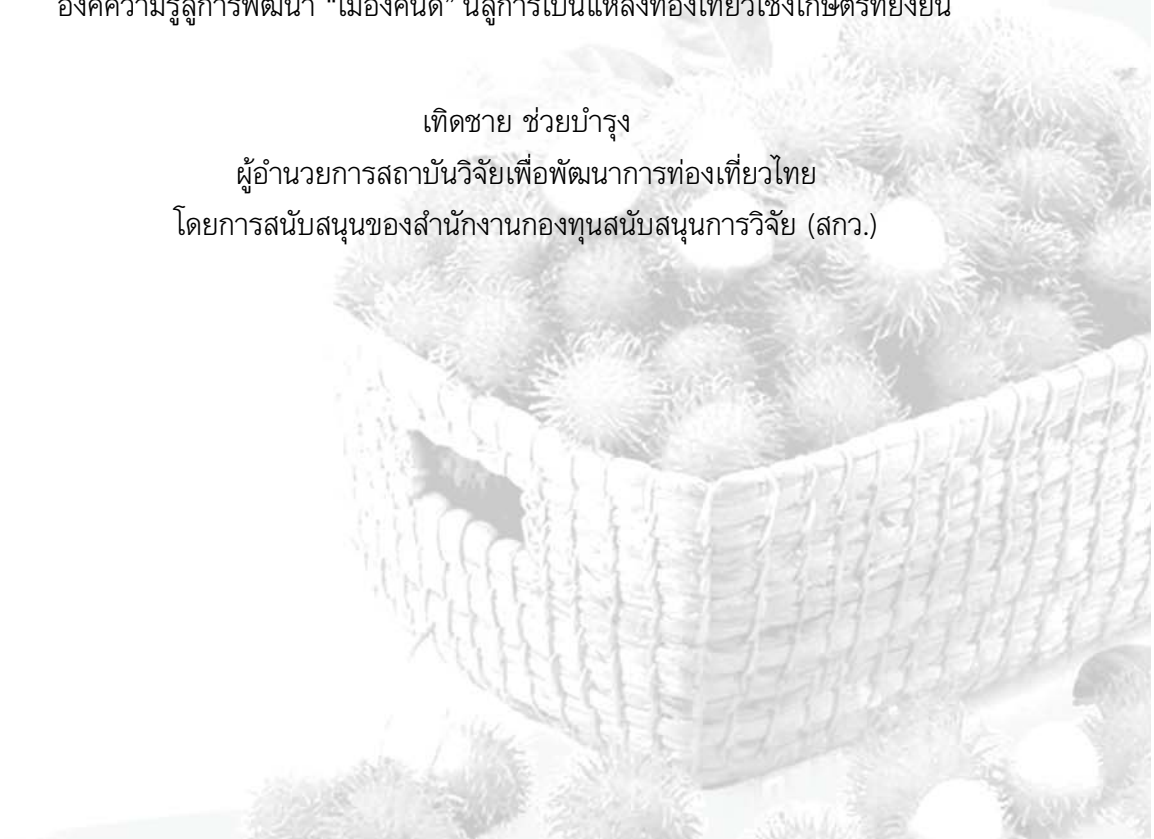 องค์ความรู้สู่การพัฒนา “เมืองคนดี” นี้สู่การเป็นแหล่งท่องเที่ยวเชิงเกษตรที่ยั่งยืน
เทิดชาย ช่วยบำรุง
ผู้อำนวยการสถาบันวิจัยเพื่อพัฒนาการท่องเที่ยวไทย
โดยการสนับสนุนของสำนักงานกองทุนสนับสนุนการวิจัย (สกว.)